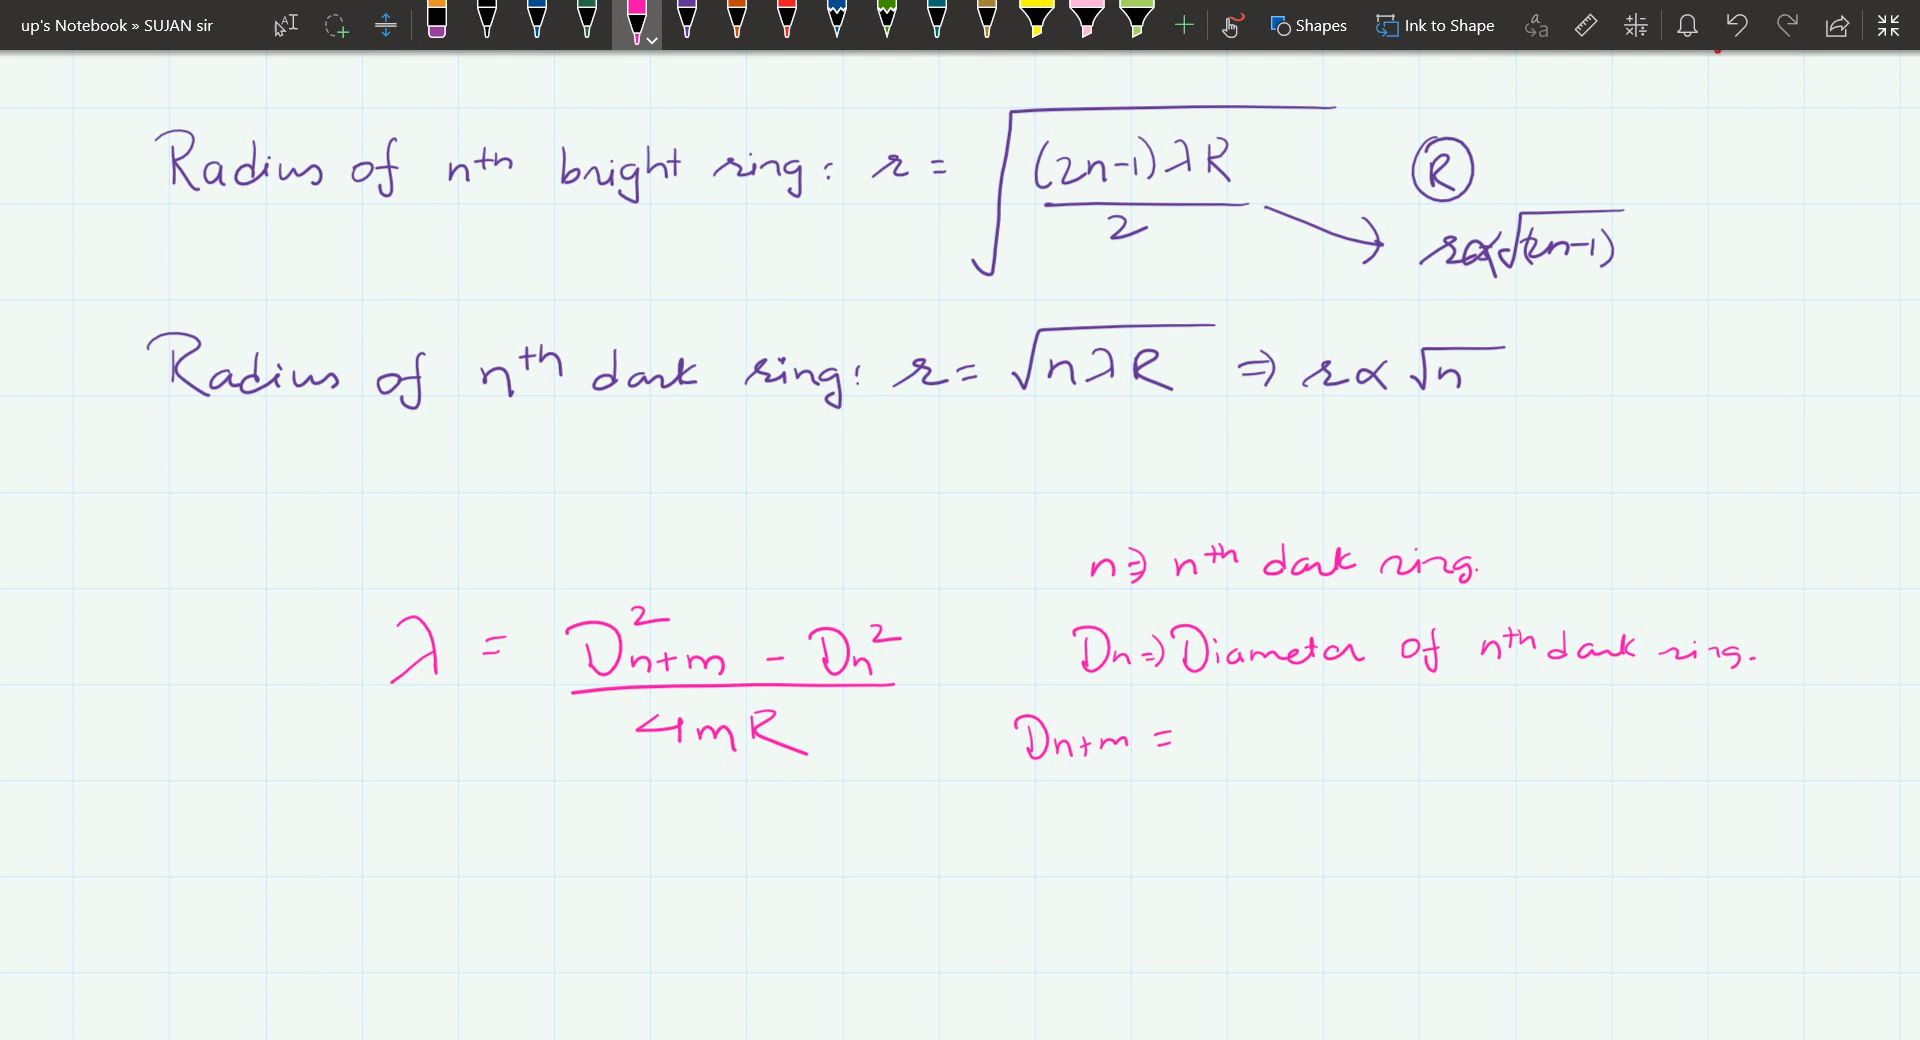 up's Notebook » SUJAN sir
Shapes
Ink to Shape
Radius of nth bright ring: r = √((2n-1)λR / 2)
R
r∝√(2n-1)
Radius of nth dark ring: r = √(nλR) ⇒ r ∝ √n
n ⇒ nth dark ring.
λ = (D²n+m - Dn²) / 4mR
Dn ⇒ Diameter of nth dark ring.
Dn+m =